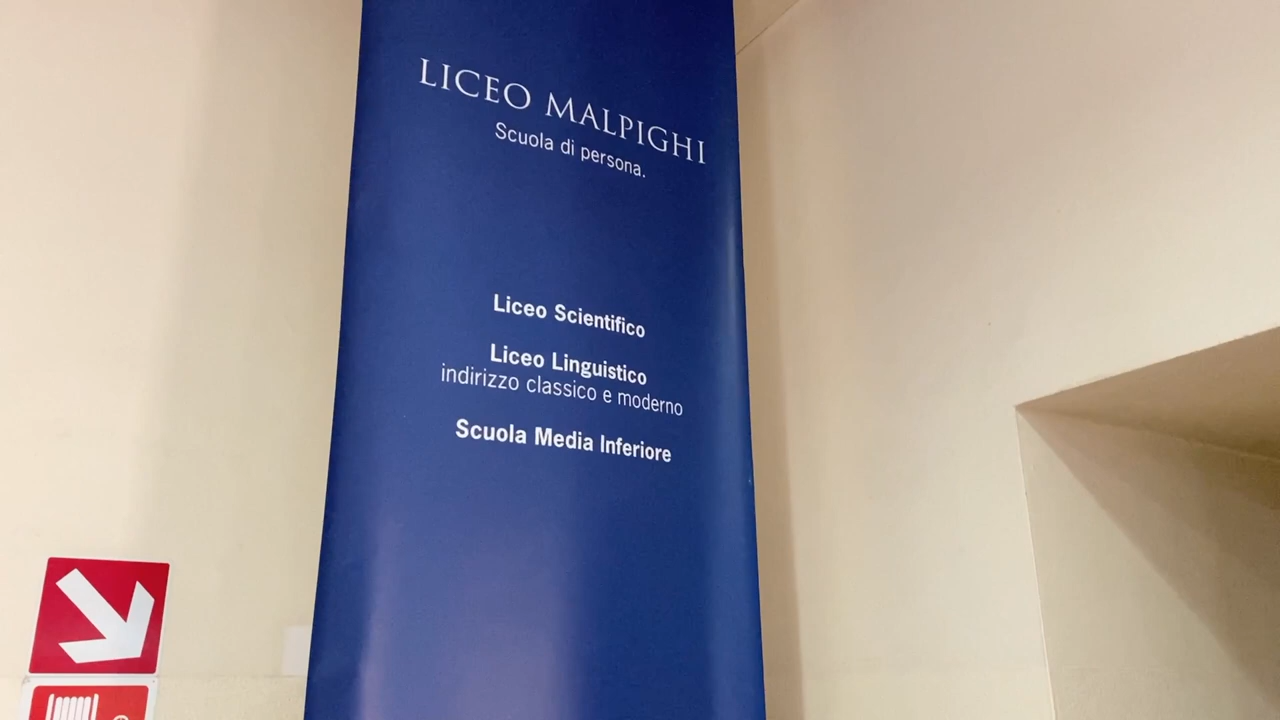 LICEO MALPIGHI
Scuola di persona.
Liceo Scientifico
Liceo Linguistico
indirizzo classico e moderno
Scuola Media Inferiore